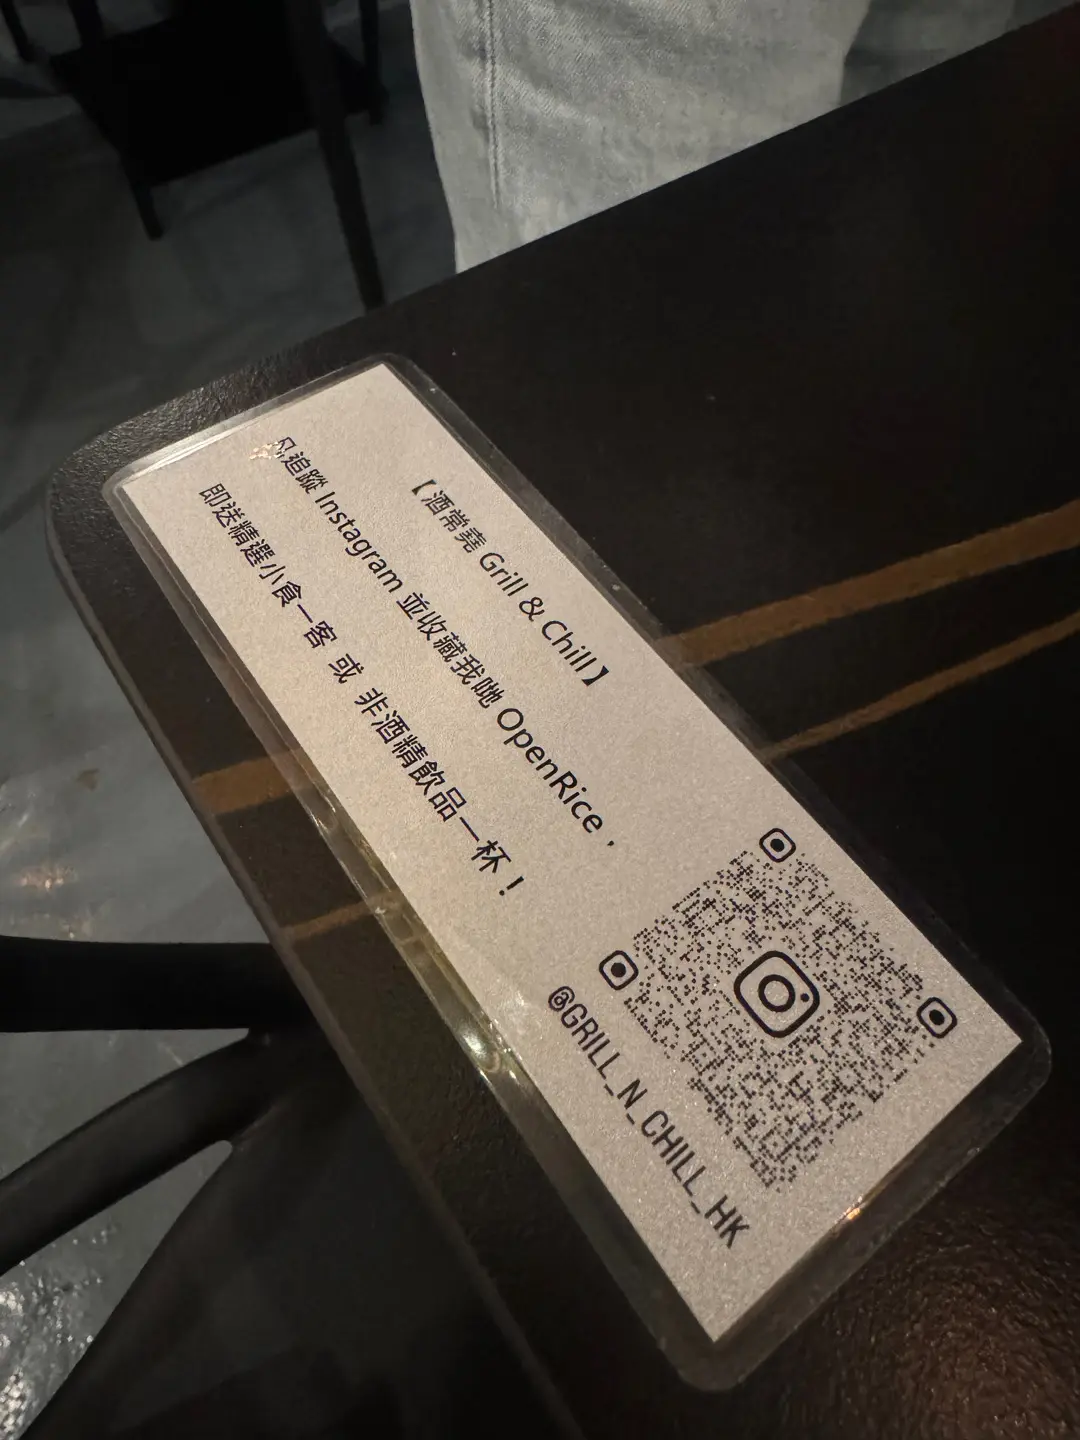 【酒常堯 Grill & Chill】
凡追蹤 Instagram 並收藏我哋 OpenRice，
即送精選小食一客 或 非酒精飲品一杯！
@GRILL_N_CHILL_HK